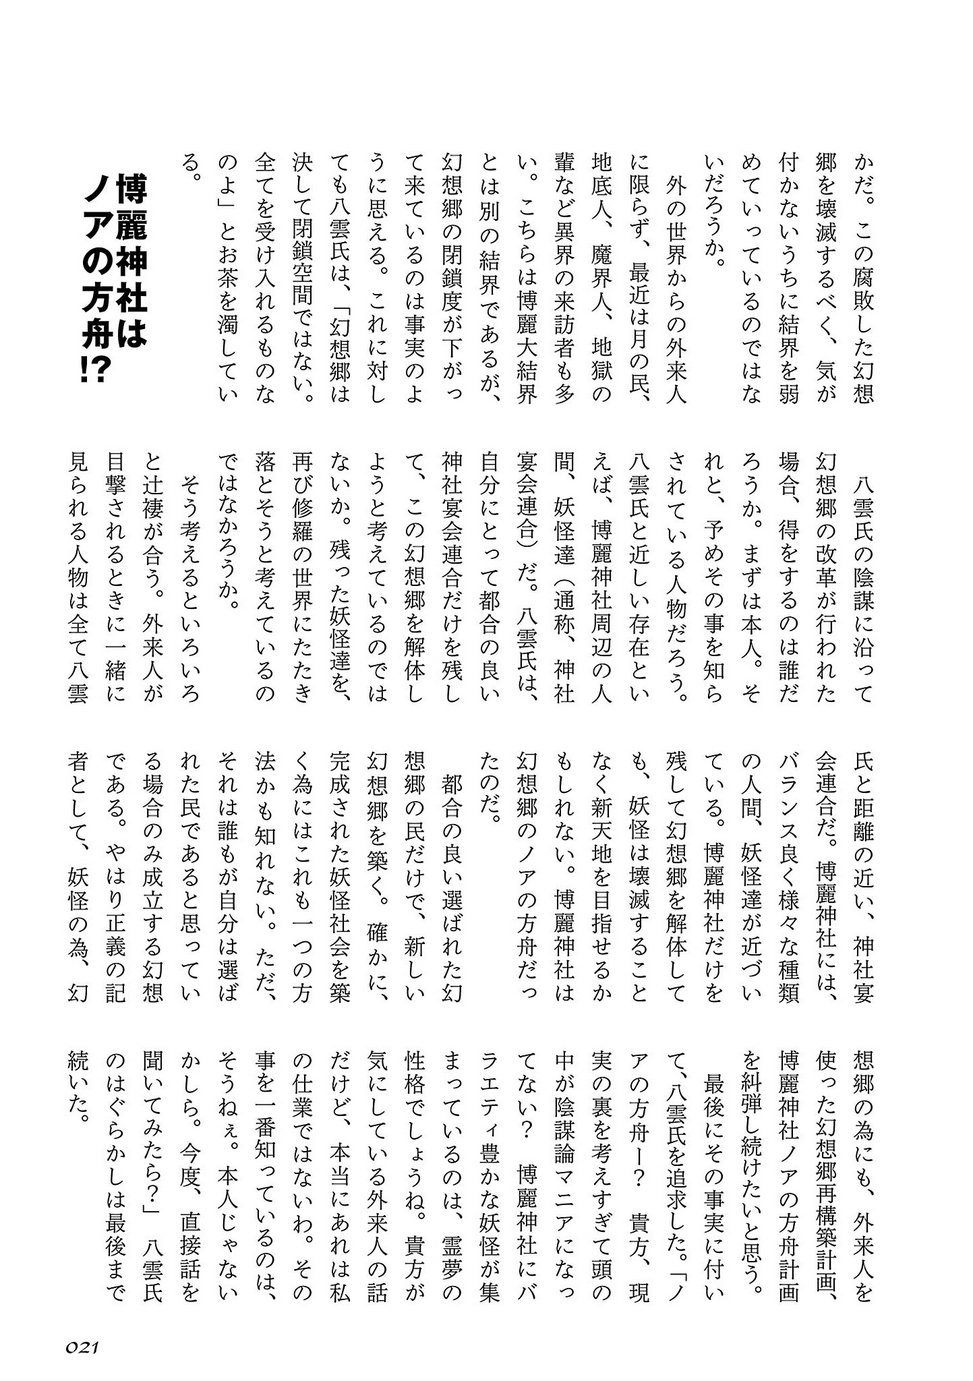 かだ。この腐敗した幻想
郷を壊滅するべく、気が
付かないうちに結界を弱
めていっているのではな
いだろうか。
外の世界からの外来人
に限らず、最近は月の民、
地底人、魔界人、地獄の
輩など異界の来訪者も多
い。こちらは博麗大結界
とは別の結界であるが、
幻想郷の閉鎖度が下がっ
て来ているのは事実のよ
うに思える。これに対し
ても八雲氏は、「幻想郷は
決して閉鎖空間ではない。
全てを受け入れるものな
のよ」とお茶を濁してい
る。
博麗神社は
ノアの方舟!?
八雲氏の陰謀に沿って
幻想郷の改革が行われた
場合、得をするのは誰だ
ろうか。まずは本人。そ
れと、予めその事を知ら
されている人物だろう。
八雲氏と近しい存在とい
えば、博麗神社周辺の人
間、妖怪達（通称、神社
宴会連合）だ。八雲氏は、
自分にとって都合の良い
神社宴会連合だけを残し
て、この幻想郷を解体し
ようと考えているのでは
ないか。残った妖怪達を、
再び修羅の世界にたたき
落とそうと考えているの
ではなかろうか。
そう考えるといろいろ
と辻褄が合う。外来人が
目撃されるときに一緒に
見られる人物は全て八雲
氏と距離の近い、神社宴
会連合だ。博麗神社には、
バランス良く様々な種類
の人間、妖怪達が近づい
ている。博麗神社だけを
残して幻想郷を解体して
も、妖怪は壊滅すること
なく新天地を目指せるか
もしれない。博麗神社は
幻想郷のノアの方舟だっ
たのだ。
都合の良い選ばれた幻
想郷の民だけで、新しい
幻想郷を築く。確かに、
完成された妖怪社会を築
く為にはこれも一つの方
法かも知れない。ただ、
それは誰もが自分は選ば
れた民であると思ってい
る場合のみ成立する幻想
である。やはり正義の記
者として、妖怪の為、幻
想郷の為にも、外来人を
使った幻想郷再構築計画、
博麗神社ノアの方舟計画
を糾弾し続けたいと思う。
最後にその事実に付い
て、八雲氏を追求した。「ノ
アの方舟ー？　貴方、現
実の裏を考えすぎて頭の
中が陰謀論マニアになっ
てない？　博麗神社にバ
ラエティ豊かな妖怪が集
まっているのは、霊夢の
性格でしょうね。貴方が
気にしている外来人の話
だけど、本当にあれは私
の仕業ではないわ。その
事を一番知っているのは、
そうねぇ。本人じゃない
かしら。今度、直接話を
聞いてみたら？」　八雲氏
のはぐらかしは最後まで
続いた。
021